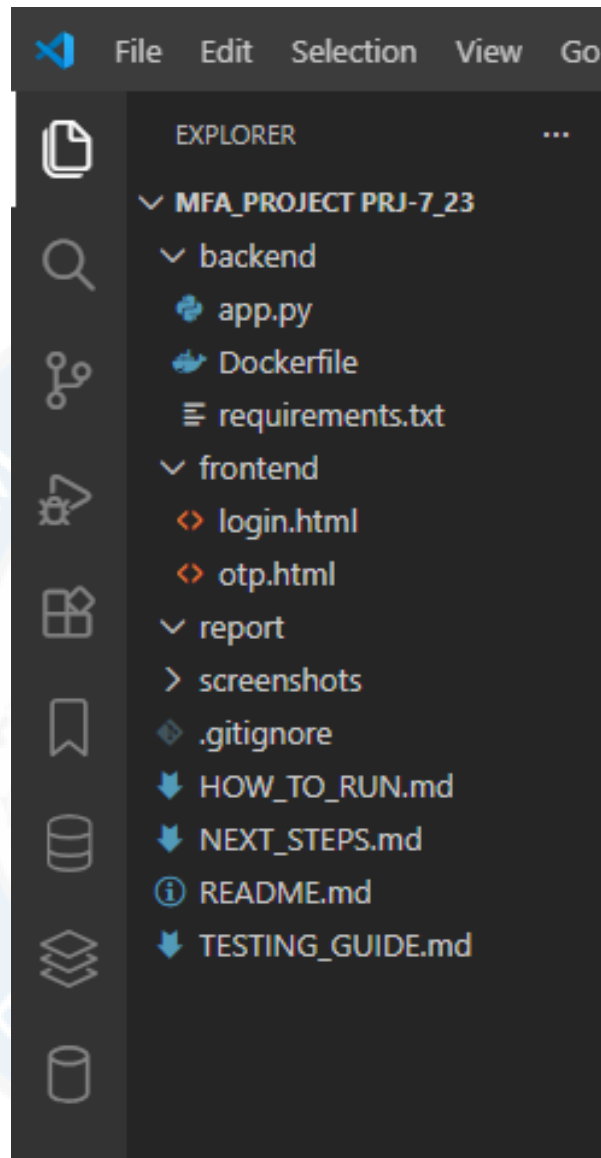 File Edit Selection View Go
EXPLORER ...
MFA_PROJECT PRJ-7_23
backend
app.py
Dockerfile
requirements.txt
frontend
login.html
otp.html
report
screenshots
.gitignore
HOW_TO_RUN.md
NEXT_STEPS.md
README.md
TESTING_GUIDE.md